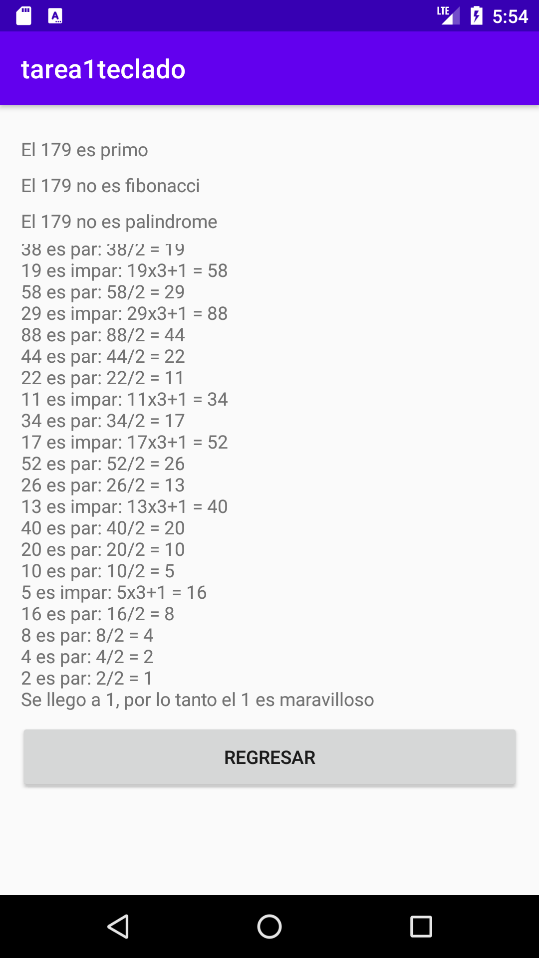 LTE 5:54
tarea1teclado
El 179 es primo
El 179 no es fibonacci
El 179 no es palindrome
38 es par: 38/2 = 19
19 es impar: 19x3+1 = 58
58 es par: 58/2 = 29
29 es impar: 29x3+1 = 88
88 es par: 88/2 = 44
44 es par: 44/2 = 22
22 es par: 22/2 = 11
11 es impar: 11x3+1 = 34
34 es par: 34/2 = 17
17 es impar: 17x3+1 = 52
52 es par: 52/2 = 26
26 es par: 26/2 = 13
13 es impar: 13x3+1 = 40
40 es par: 40/2 = 20
20 es par: 20/2 = 10
10 es par: 10/2 = 5
5 es impar: 5x3+1 = 16
16 es par: 16/2 = 8
8 es par: 8/2 = 4
4 es par: 4/2 = 2
2 es par: 2/2 = 1
Se llego a 1, por lo tanto el 1 es maravilloso
REGRESAR